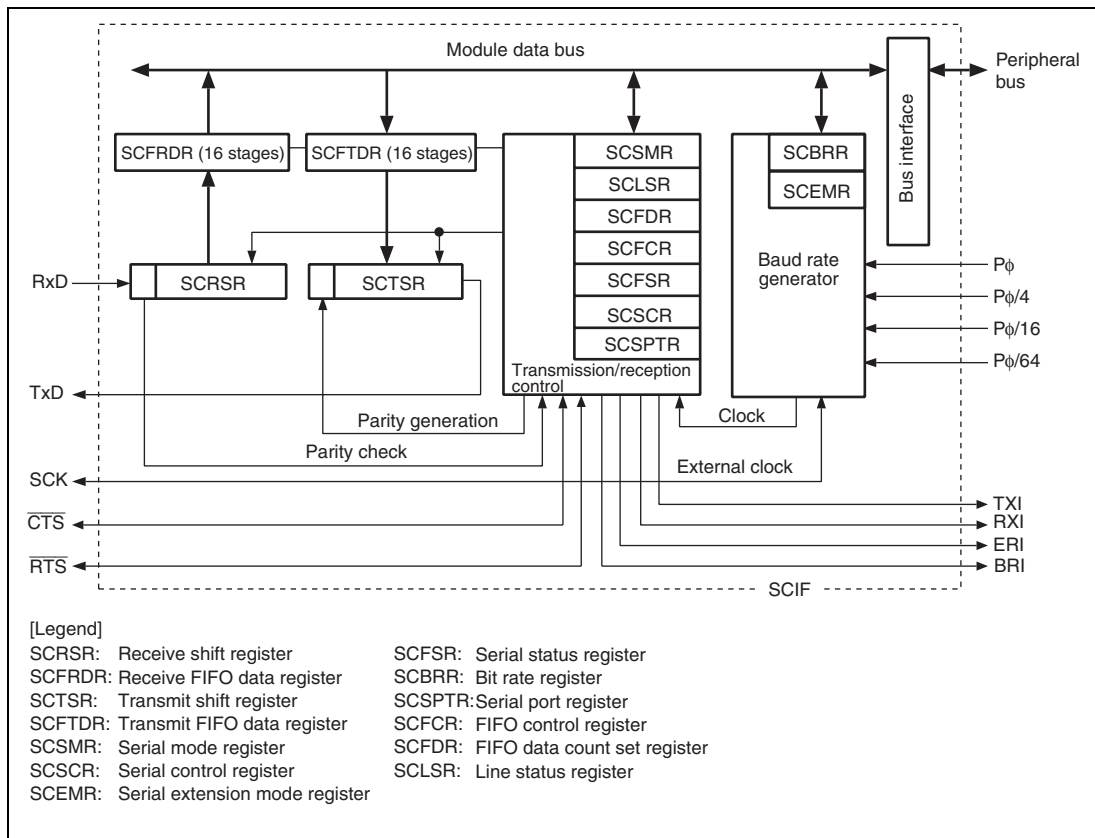 Module data bus
Peripheral
bus
Bus interface
SCFRDR (16 stages)
SCFTDR (16 stages)
SCSMR
SCLSR
SCFDR
SCFCR
SCFSR
SCSCR
SCSPTR
Transmission/reception
control
SCBRR
SCEMR
Baud rate
generator
Pϕ
Pϕ/4
Pϕ/16
Pϕ/64
RxD
SCRSR
SCTSR
TxD
Parity generation
Parity check
Clock
External clock
SCK
CTS
RTS
TXI
RXI
ERI
BRI
SCIF
[Legend]
SCRSR: Receive shift register
SCFRDR: Receive FIFO data register
SCTSR: Transmit shift register
SCFTDR: Transmit FIFO data register
SCSMR: Serial mode register
SCSCR: Serial control register
SCEMR: Serial extension mode register
SCFSR: Serial status register
SCBRR: Bit rate register
SCSPTR:Serial port register
SCFCR: FIFO control register
SCFDR: FIFO data count set register
SCLSR: Line status register